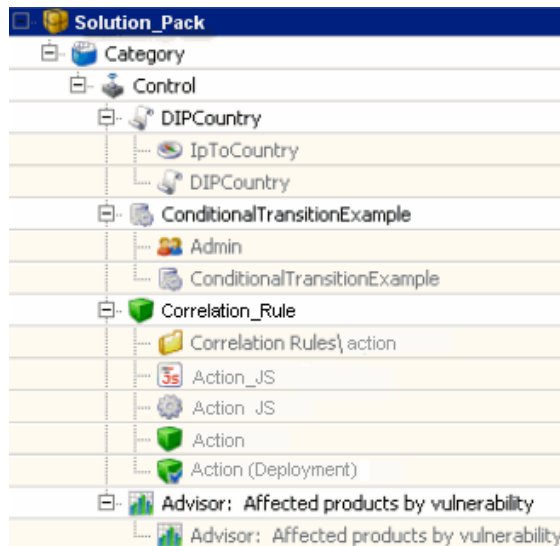 Solution_Pack
Category
Control
DIPCountry
IpToCountry
DIPCountry
ConditionalTransitionExample
Admin
ConditionalTransitionExample
Correlation_Rule
Correlation Rules\ action
Action_JS
Action JS
Action
Action (Deployment)
Advisor: Affected products by vulnerability
Advisor: Affected products by vulnerability